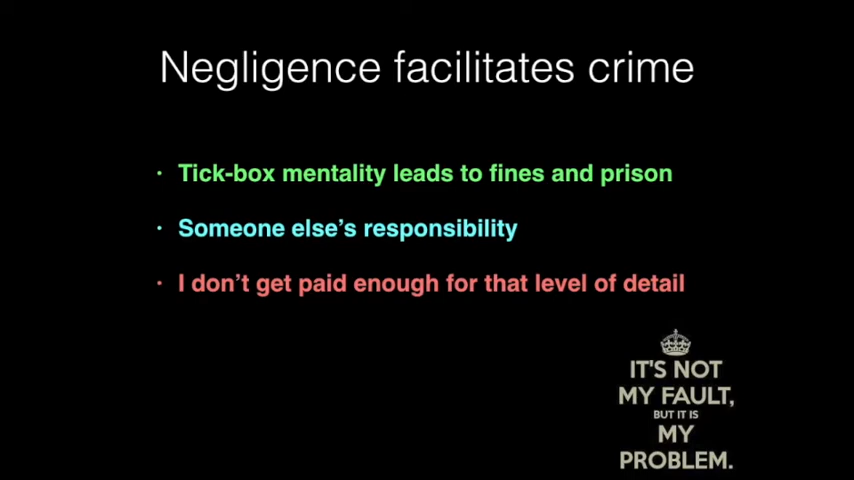 Negligence facilitates crime
· Tick-box mentality leads to fines and prison
· Someone else’s responsibility
· I don’t get paid enough for that level of detail
IT'S NOT
MY FAULT,
BUT IT IS
MY
PROBLEM.